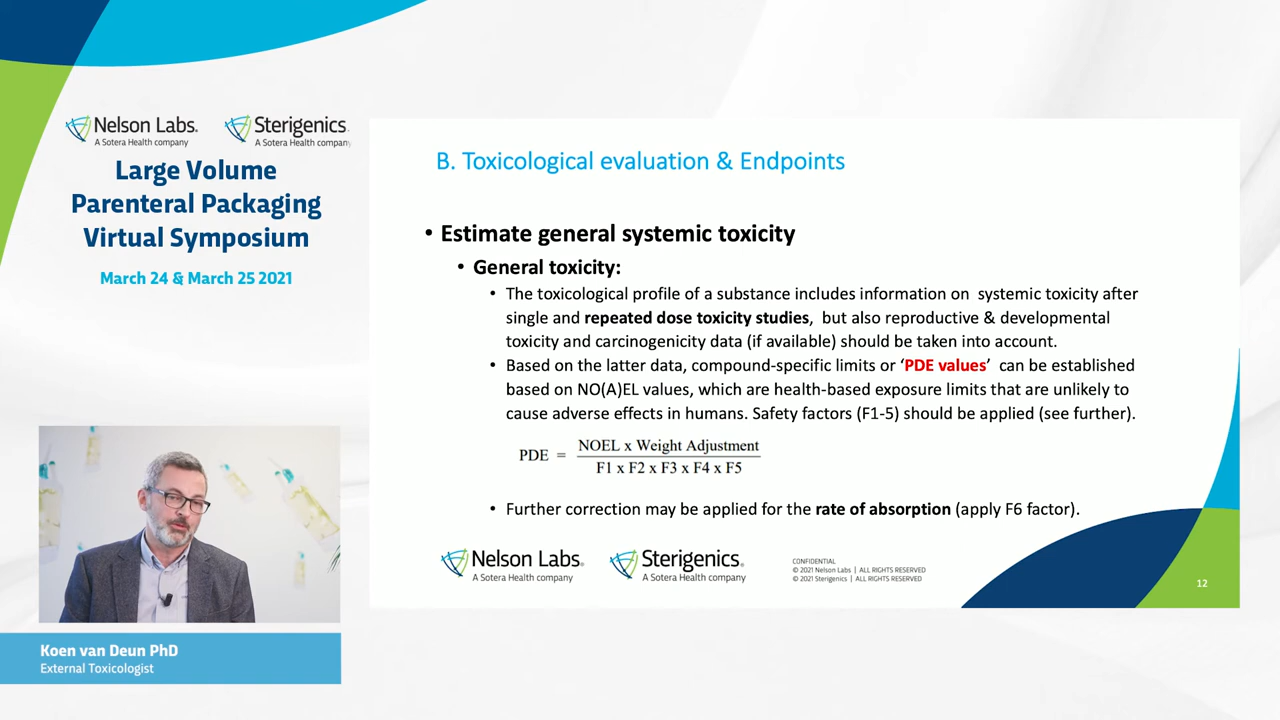 Nelson Labs.
A Sotera Health company
Sterigenics.
A Sotera Health company
Large Volume
Parenteral Packaging
Virtual Symposium
March 24 & March 25 2021
B. Toxicological evaluation & Endpoints
• Estimate general systemic toxicity
• General toxicity:
• The toxicological profile of a substance includes information on systemic toxicity after
single and repeated dose toxicity studies, but also reproductive & developmental
toxicity and carcinogenicity data (if available) should be taken into account.
• Based on the latter data, compound-specific limits or ‘PDE values’ can be established
based on NO(A)EL values, which are health-based exposure limits that are unlikely to
cause adverse effects in humans. Safety factors (F1-5) should be applied (see further).
PDE = NOEL x Weight Adjustment
F1 x F2 x F3 x F4 x F5
• Further correction may be applied for the rate of absorption (apply F6 factor).
Nelson Labs.
A Sotera Health company
Sterigenics.
A Sotera Health company
CONFIDENTIAL
© 2021 Nelson Labs | ALL RIGHTS RESERVED
© 2021 Sterigenics | ALL RIGHTS RESERVED
12
Koen van Deun PhD
External Toxicologist